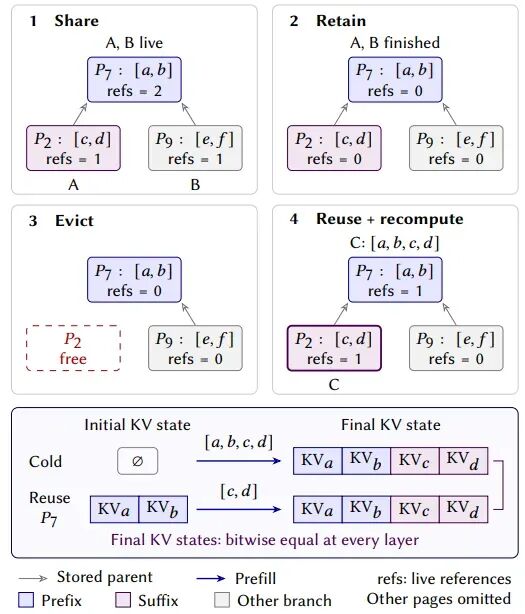 1 Share
A, B live
P7 : [a, b]
refs = 2
P2 : [c, d]
refs = 1
P9 : [e, f]
refs = 1
A
B
2 Retain
A, B finished
P7 : [a, b]
refs = 0
P2 : [c, d]
refs = 0
P9 : [e, f]
refs = 0
3 Evict
P7 : [a, b]
refs = 0
P2
free
P9 : [e, f]
refs = 0
4 Reuse + recompute
C: [a, b, c, d]
P7 : [a, b]
refs = 1
P2 : [c, d]
refs = 1
P9 : [e, f]
refs = 0
C
Initial KV state
Final KV state
Cold
∅
[a, b, c, d]
KVa KVb KVc KVd
Reuse
P7
KVa KVb
[c, d]
KVa KVb KVc KVd
Final KV states: bitwise equal at every layer
Stored parent
Prefill
refs: live references
Prefix
Suffix
Other branch
Other pages omitted